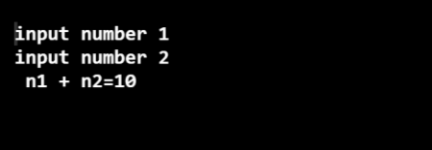 input number 1
input number 2
n1 + n2=10